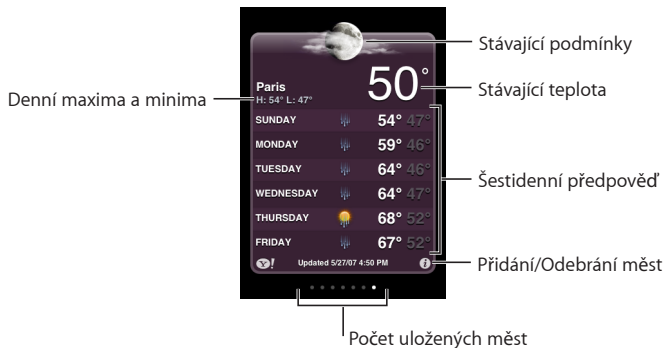 Stávající podmínky
Paris
50°
Stávající teplota
Denní maxima a minima
H: 54° L: 47°
SUNDAY 54° 47°
MONDAY 59° 46°
TUESDAY 64° 46°
WEDNESDAY 64° 47°
THURSDAY 68° 52°
FRIDAY 67° 52°
Šestidenní předpověď
Y! Updated 5/27/07 4:50 PM i
Přidání/Odebrání měst
Počet uložených měst